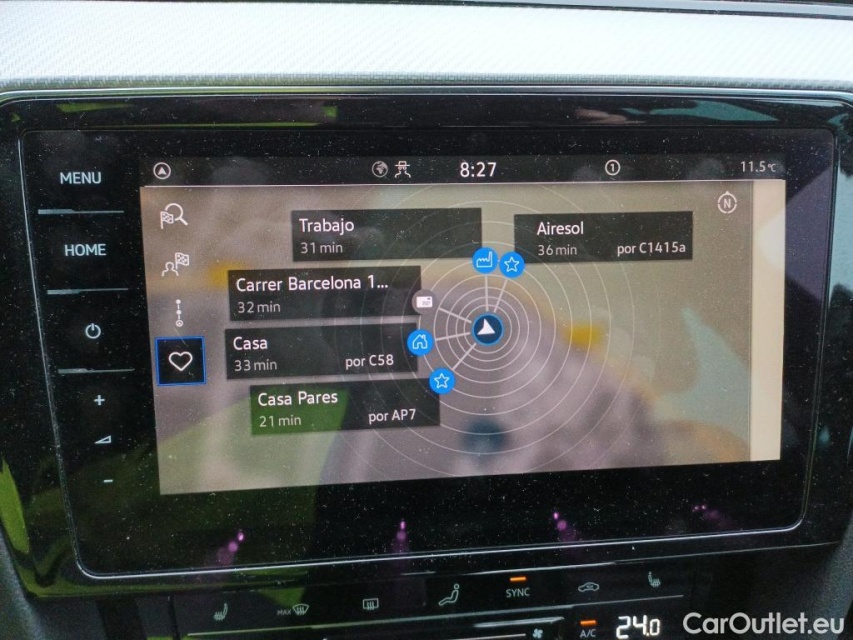 MENU
HOME
8:27
1
11.5°C
N
Trabajo
31 min
Airesol
36 min por C1415a
Carrer Barcelona 1...
32 min
Casa
33 min por C58
Casa Pares
21 min por AP7
+
-
MAX
SYNC
A/C
24.0
CarOutlet.eu